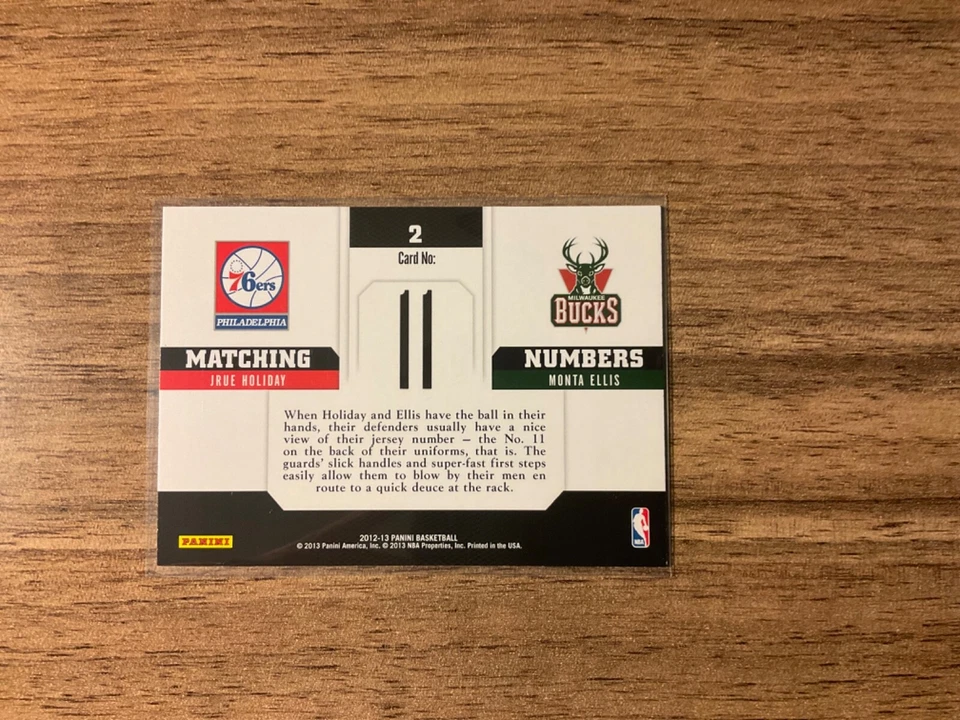 2
Card No:
11
76ers
PHILADELPHIA
MILWAUKEE
BUCKS
MATCHING
JRUE HOLIDAY
NUMBERS
MONTA ELLIS
When Holiday and Ellis have the ball in their
hands, their defenders usually have a nice
view of their jersey number — the No. 11
on the back of their uniforms, that is. The
guards' slick handles and super-fast first steps
easily allow them to blow by their men en
route to a quick deuce at the rack.
PANINI
2012-13 PANINI BASKETBALL
© 2013 Panini America, Inc. © 2013 NBA Properties, Inc. Printed in the USA.
NBA